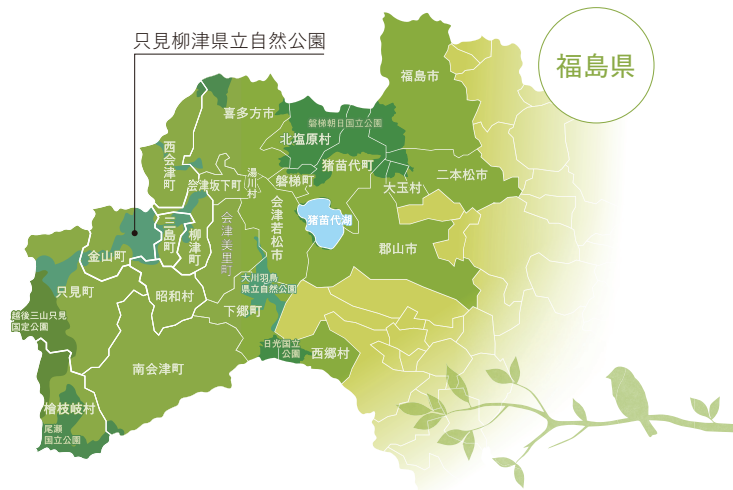 只見柳津県立自然公園
福島県
福島市
喜多方市
磐梯朝日国立公園
北塩原村
西会津町
猪苗代町
会津坂下町
湯川村
磐梯町
大玉村
二本松市
会津若松市
猪苗代湖
三島町
柳津町
会津美里町
郡山市
金山町
大川羽鳥
県立自然公園
只見町
昭和村
下郷町
越後三山只見
国定公園
日光国立
公園
西郷村
南会津町
檜枝岐村
尾瀬
国立公園